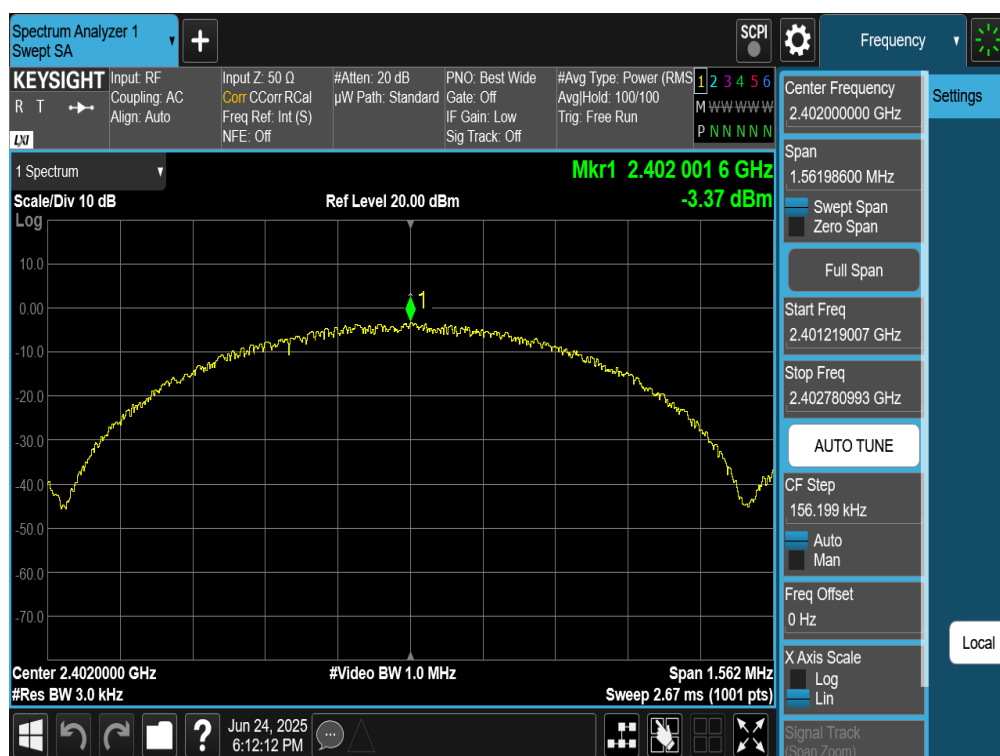 Spectrum Analyzer 1
Swept SA
+
SCPI
Frequency
KEYSIGHT
R T
LXI
Input: RF
Coupling: AC
Align: Auto
Input Z: 50 Ω
Corr CCorr RCal
Freq Ref: Int (S)
NFE: Off
#Atten: 20 dB
µW Path: Standard
PNO: Best Wide
Gate: Off
IF Gain: Low
Sig Track: Off
#Avg Type: Power (RMS
Avg|Hold: 100/100
Trig: Free Run
1 2 3 4 5 6
M W W W W W
P N N N N N
1 Spectrum
Scale/Div 10 dB
Log
Ref Level 20.00 dBm
Mkr1 2.402 001 6 GHz
-3.37 dBm
10.0
0.00
-10.0
-20.0
-30.0
-40.0
-50.0
-60.0
-70.0
1
Center 2.4020000 GHz
#Res BW 3.0 kHz
#Video BW 1.0 MHz
Span 1.562 MHz
Sweep 2.67 ms (1001 pts)
?
Jun 24, 2025
6:12:12 PM
Center Frequency
2.402000000 GHz
Span
1.56198600 MHz
Swept Span
Zero Span
Full Span
Start Freq
2.401219007 GHz
Stop Freq
2.402780993 GHz
AUTO TUNE
CF Step
156.199 kHz
Auto
Man
Freq Offset
0 Hz
X Axis Scale
Log
Lin
Signal Track
(Span Zoom)
Settings
Local